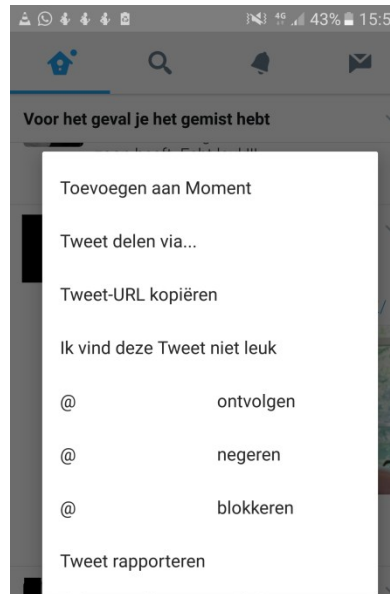 4G 43% 15:5
Voor het geval je het gemist hebt
Toevoegen aan Moment
Tweet delen via...
Tweet-URL kopiëren
Ik vind deze Tweet niet leuk
@ ontvolgen
@ negeren
@ blokkeren
Tweet rapporteren